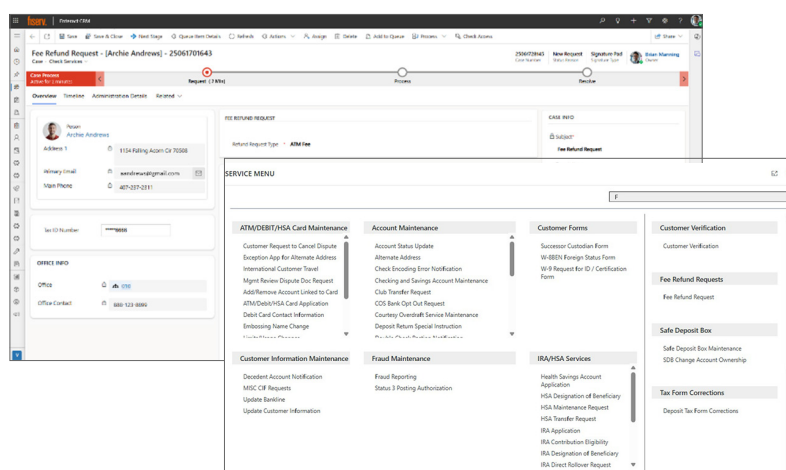 fiserv. Enteract CRM
Save Save & Close Next Stage Queue Item Details Refresh Actions Assign Delete Add to Queue Process Check Access Share
Fee Refund Request - [Archie Andrews] - 25061701643
Case · Check Services
Case Number
New Request
Status Reason
Signature Pad
Signature Type
Brian Manning
Owner
Case Process
Active for 2 minutes
Request (2 Min)
Process
Resolve
Overview Timeline Administration Details Related
Person
Archie Andrews
Address 1
1154 Falling Acorn Cir 70508
Primary Email
aandrews@gmail.com
Main Phone
Tax ID Number
OFFICE INFO
Office
Office Contact
FEE REFUND REQUEST
Refund Request Type * ATM Fee
CASE INFO
Subject*
Fee Refund Request
SERVICE MENU
F
ATM/DEBIT/HSA Card Maintenance
Customer Request to Cancel Dispute
Exception App for Alternate Address
International Customer Travel
Mgmt Review Dispute Doc Request
Add/Remove Account Linked to Card
ATM/Debit/HSA Card Application
Debit Card Contact Information
Embossing Name Change
Account Maintenance
Account Status Update
Alternate Address
Check Encoding Error Notification
Checking and Savings Account Maintenance
Club Transfer Request
COS Bank Opt Out Request
Courtesy Overdraft Service Maintenance
Deposit Return Special Instruction
Double Check Posting Notification
Customer Forms
Successor Custodian Form
W-8BEN Foreign Status Form
W-9 Request for ID / Certification
Form
Customer Verification
Customer Verification
Fee Refund Requests
Fee Refund Request
Safe Deposit Box
Safe Deposit Box Maintenance
SDB Change Account Ownership
Customer Information Maintenance
Decedent Account Notification
MISC CIF Requests
Update Bankline
Update Customer Information
Fraud Maintenance
Fraud Reporting
Status 3 Posting Authorization
IRA/HSA Services
Health Savings Account
Application
HSA Designation of Beneficiary
HSA Maintenance Request
HSA Transfer Request
IRA Application
IRA Contribution Eligibility
IRA Designation of Beneficiary
IRA Direct Rollover Request
Tax Form Corrections
Deposit Tax Form Corrections